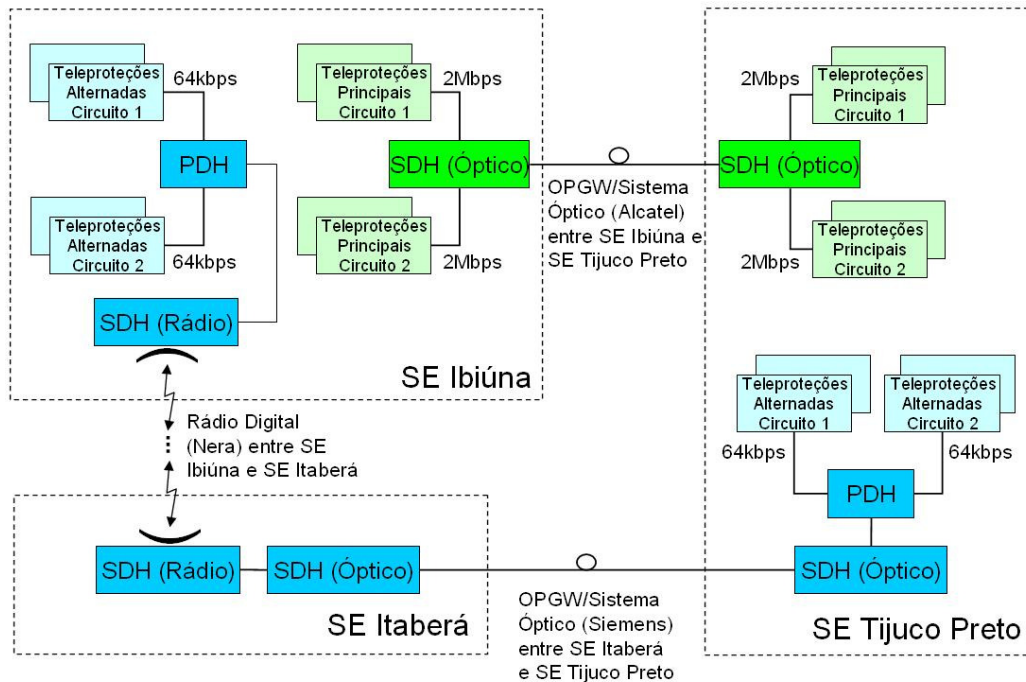 Teleproteções
Alternadas
Circuito 1
64kbps
PDH
Teleproteções
Alternadas
Circuito 2
64kbps
SDH (Rádio)
Teleproteções
Principais
Circuito 1
2Mbps
SDH (Óptico)
Teleproteções
Principais
Circuito 2
2Mbps
SE Ibiúna
OPGW/Sistema
Óptico (Alcatel)
entre SE Ibiúna e
SE Tijuco Preto
2Mbps
Teleproteções
Principais
Circuito 1
SDH (Óptico)
2Mbps
Teleproteções
Principais
Circuito 2
Rádio Digital
(Nera) entre SE
Ibiúna e SE Itaberá
SDH (Rádio)
SDH (Óptico)
SE Itaberá
OPGW/Sistema
Óptico (Siemens)
entre SE Itaberá
e SE Tijuco Preto
Teleproteções
Alternadas
Circuito 1
64kbps
Teleproteções
Alternadas
Circuito 2
64kbps
PDH
SDH (Óptico)
SE Tijuco Preto